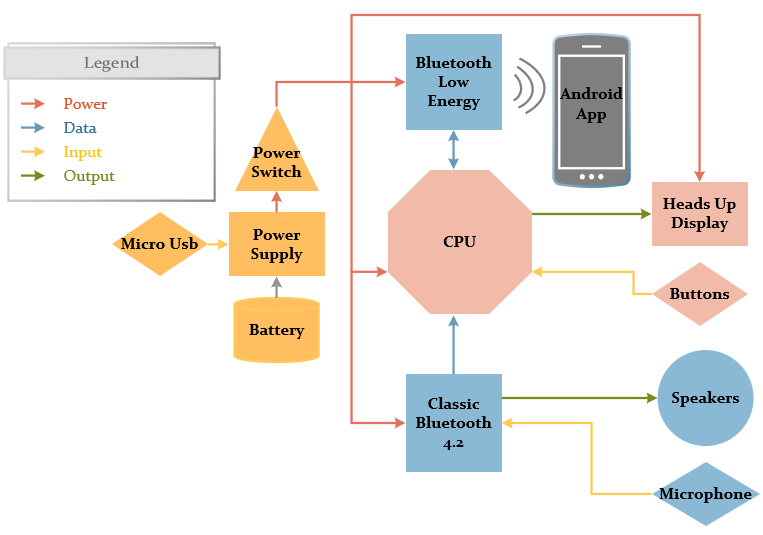 Legend
Power
Data
Input
Output
Bluetooth
Low
Energy
Android
App
Power
Switch
Heads Up
Display
Micro Usb
Power
Supply
CPU
Buttons
Battery
Classic
Bluetooth
4.2
Speakers
Microphone